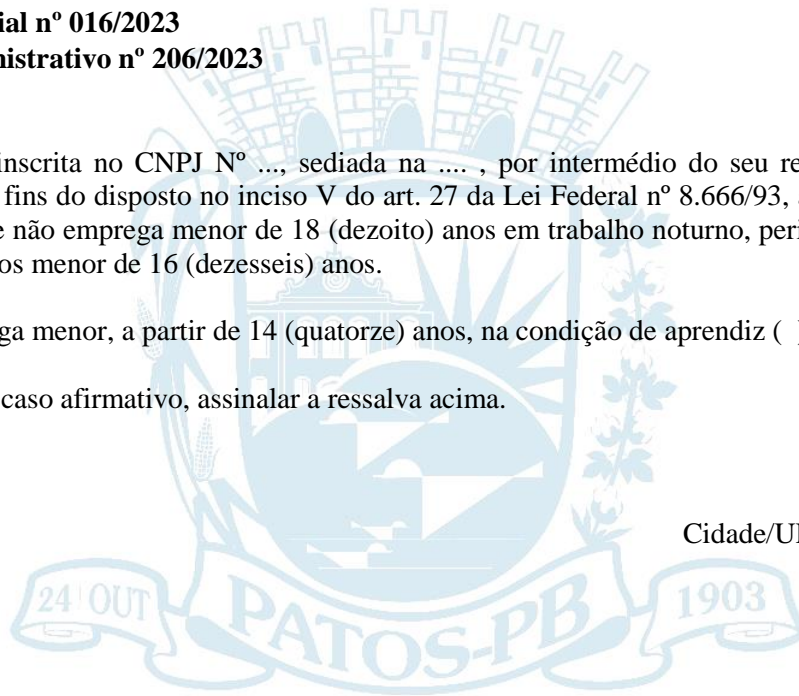 ial nº 016/2023
nistrativo nº 206/2023
inscrita no CNPJ Nº ..., sediada na .... , por intermédio do seu re
fins do disposto no inciso V do art. 27 da Lei Federal nº 8.666/93,
e não emprega menor de 18 (dezoito) anos em trabalho noturno, peri
os menor de 16 (dezesseis) anos.
ga menor, a partir de 14 (quatorze) anos, na condição de aprendiz ( )
caso afirmativo, assinalar a ressalva acima.
Cidade/U
24 OUT
PATOS-PB
1903